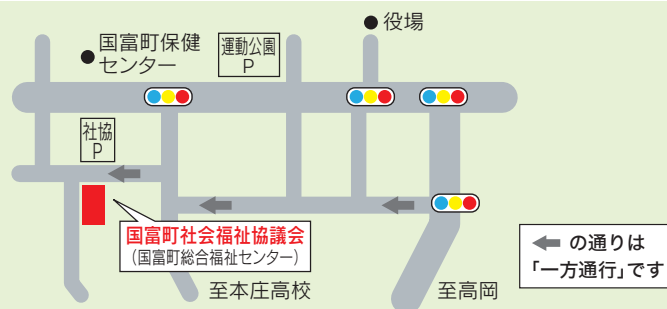 役場
国富町保健
センター
運動公園
P
社協
P
国富町社会福祉協議会
(国富町総合福祉センター)
の通りは
「一方通行」です
至本庄高校
至高岡